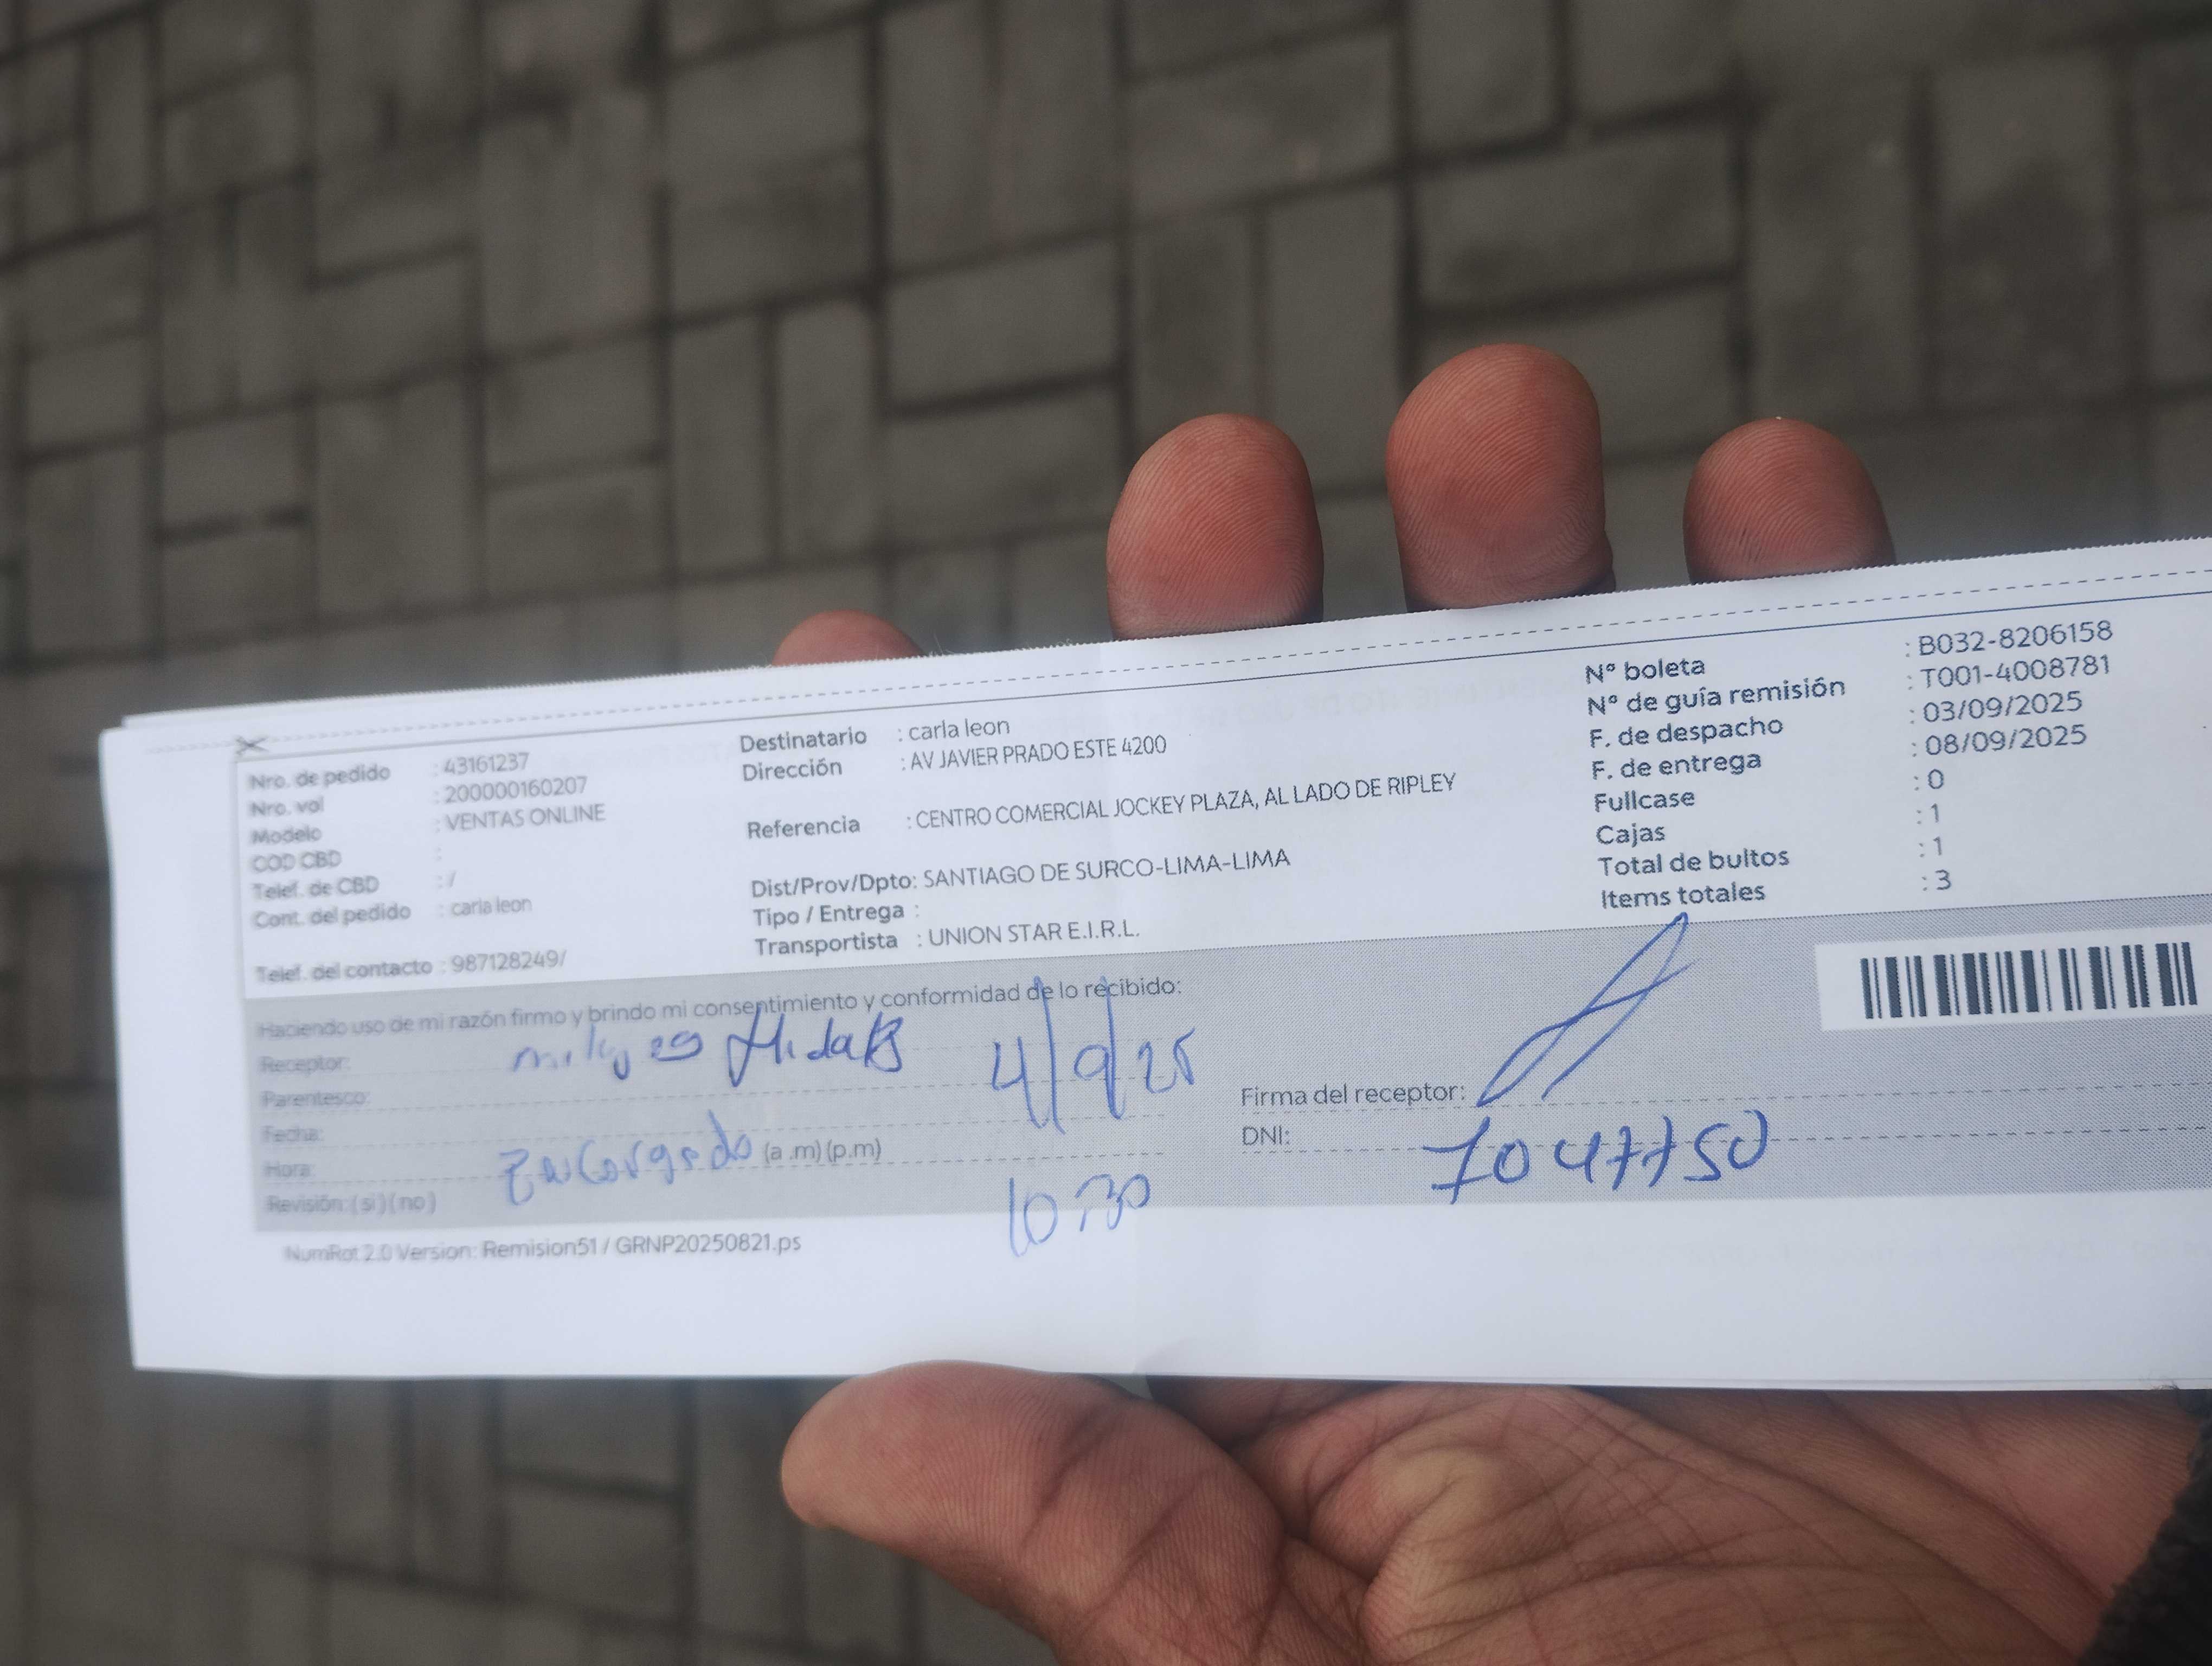 Nro. de pedido : 43161237
Nro. vol : 200000160207
Modelo : VENTAS ONLINE
COD CBD :
Telef. de CBD : /
Cont. del pedido : carla leon
Telef. del contacto : 987128249/
Destinatario : carla leon
Dirección : AV JAVIER PRADO ESTE 4200
Referencia : CENTRO COMERCIAL JOCKEY PLAZA, AL LADO DE RIPLEY
Dist/Prov/Dpto: SANTIAGO DE SURCO-LIMA-LIMA
Tipo / Entrega :
Transportista : UNION STAR E.I.R.L.
Nº boleta : B032-8206158
Nº de guía remisión : T001-4008781
F. de despacho : 03/09/2025
F. de entrega : 08/09/2025
Fullcase : 0
Cajas : 1
Total de bultos : 1
Items totales : 3
Haciendo uso de mi razón firmo y brindo mi consentimiento y conformidad de lo recibido:
Receptor:
Parentesco:
Fecha: 4/9/25
Hora: Encargado (a .m) (p.m)
Revisión: ( si ) ( no ) 10:30
Firma del receptor:
DNI: 70477750
NumRot 2.0 Version: Remision51 / GRNP20250821.ps